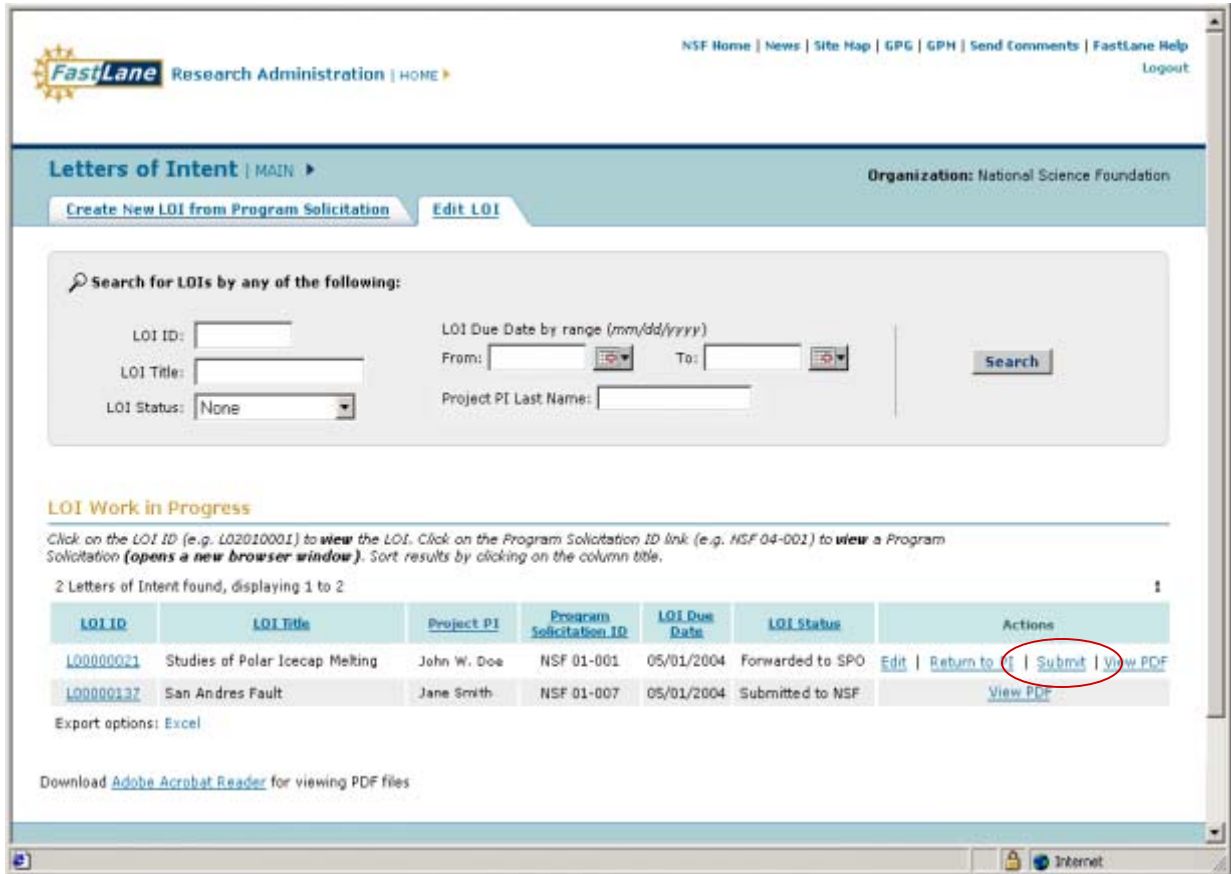 NSF Home | News | Site Map | GPG | GPM | Send Comments | FastLane Help
Logout
FastLane Research Administration | HOME
Letters of Intent | MAIN
Organization: National Science Foundation
Create New LOI from Program Solicitation Edit LOI
Search for LOIs by any of the following:
LOI ID:
LOI Due Date by range (mm/dd/yyyy)
From: To:
Search
LOI Title:
Project PI Last Name:
LOI Status: None
LOI Work in Progress
Click on the LOI ID (e.g. L02010001) to view the LOI. Click on the Program Solicitation ID link (e.g. NSF 04-001) to view a Program
Solicitation (opens a new browser window). Sort results by clicking on the column title.
2 Letters of Intent found, displaying 1 to 2 1
LOI ID LOI Title Project PI Program Solicitation ID LOI Due Date LOI Status Actions
L00000021 Studies of Polar Icecap Melting John W. Doe NSF 01-001 05/01/2004 Forwarded to SPO Edit | Return to PI | Submit | View PDF
L00000137 San Andres Fault Jane Smith NSF 01-007 05/01/2004 Submitted to NSF View PDF
Export options: Excel
Download Adobe Acrobat Reader for viewing PDF files
Internet